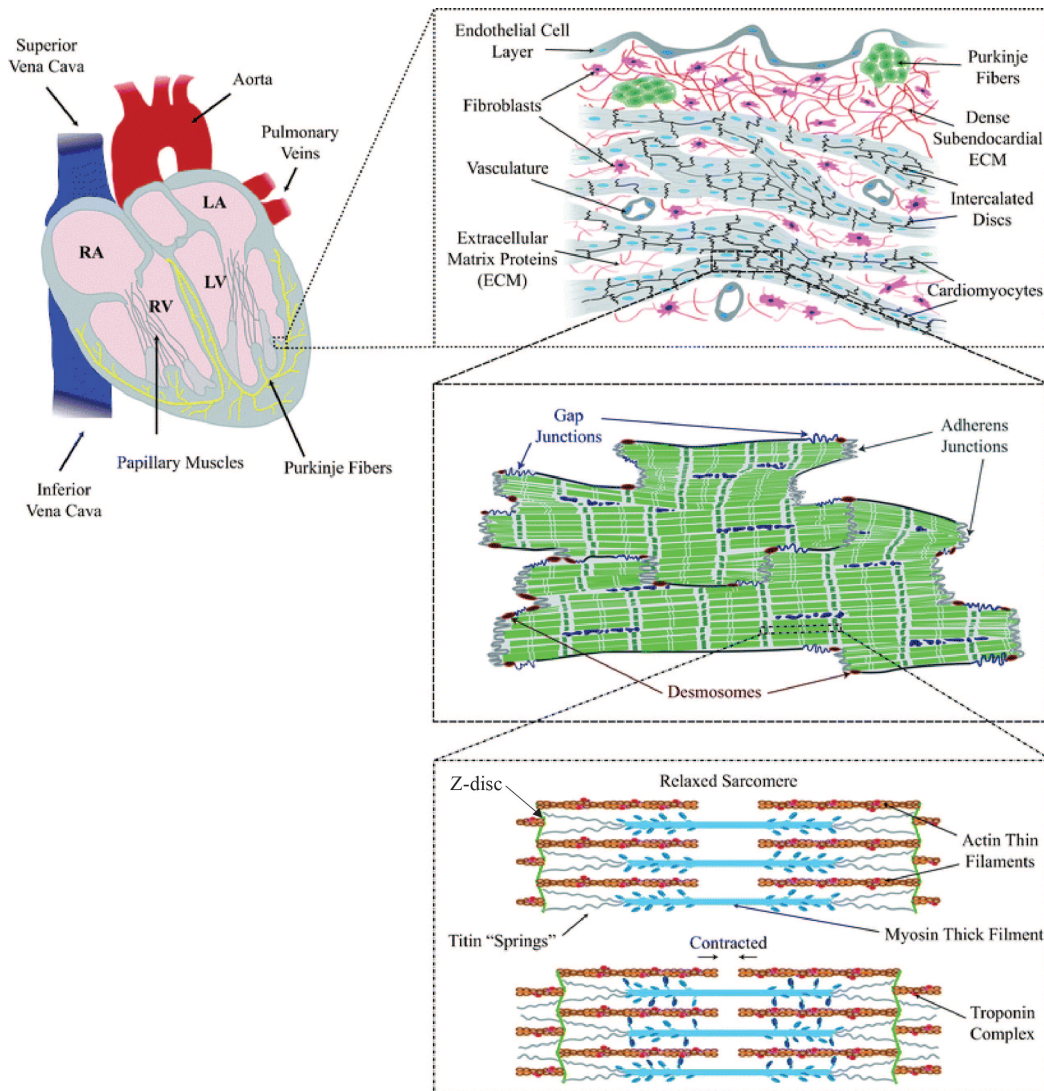 Superior
Vena Cava
Aorta
Pulmonary
Veins
LA
RA
LV
RV
Papillary Muscles
Purkinje Fibers
Inferior
Vena Cava
Endothelial Cell
Layer
Purkinje
Fibers
Fibroblasts
Dense
Subendocardial
ECM
Vasculature
Intercalated
Discs
Extracellular
Matrix Proteins
(ECM)
Cardiomyocytes
Gap
Junctions
Adherens
Junctions
Desmosomes
Z-disc
Relaxed Sarcomere
Actin Thin
Filaments
Titin “Springs”
Myosin Thick Filment
Contracted
Troponin
Complex